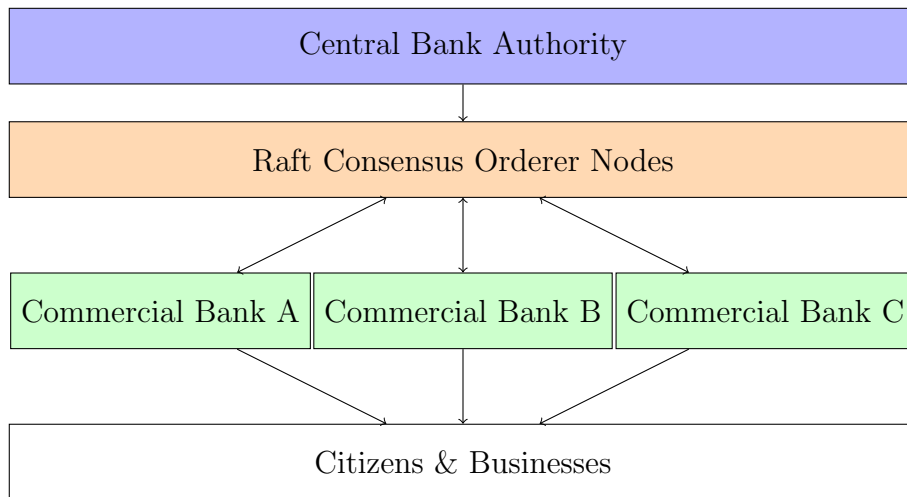 Central Bank Authority
Raft Consensus Orderer Nodes
Commercial Bank A
Commercial Bank B
Commercial Bank C
Citizens & Businesses